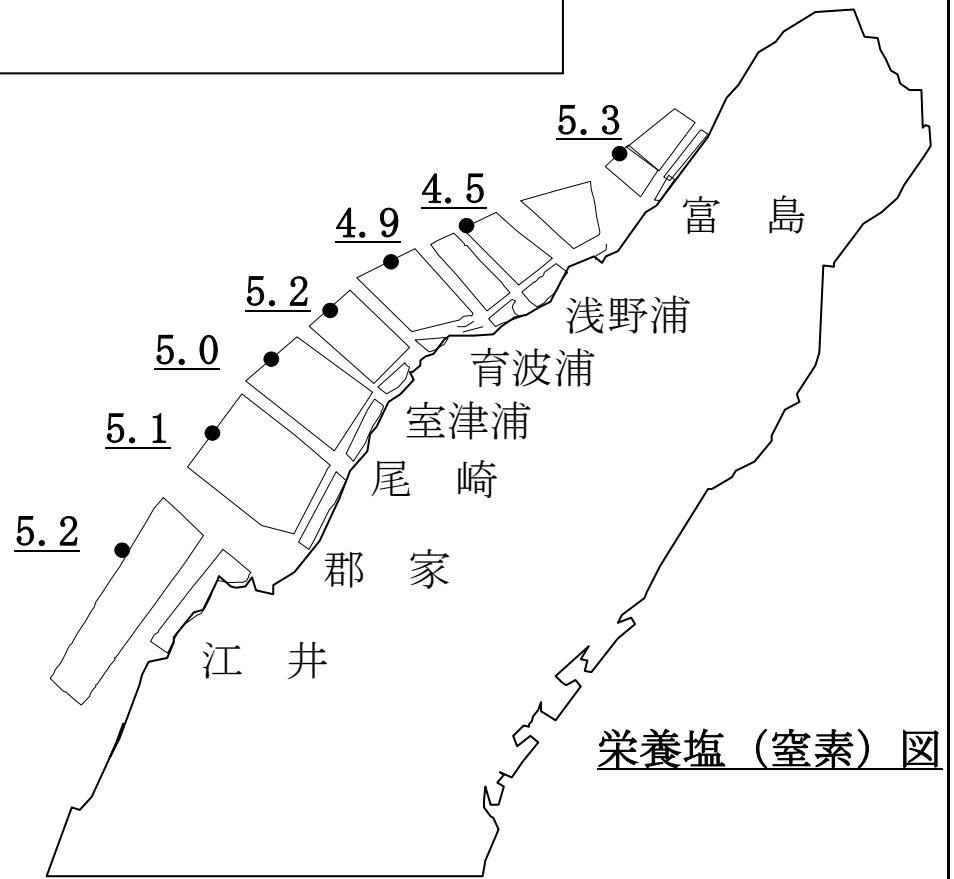 5.3
4.5
富　島
4.9
5.2
浅野浦
5.0
育波浦
室津浦
5.1
尾　崎
5.2
郡　家
江　井
栄養塩（窒素）図